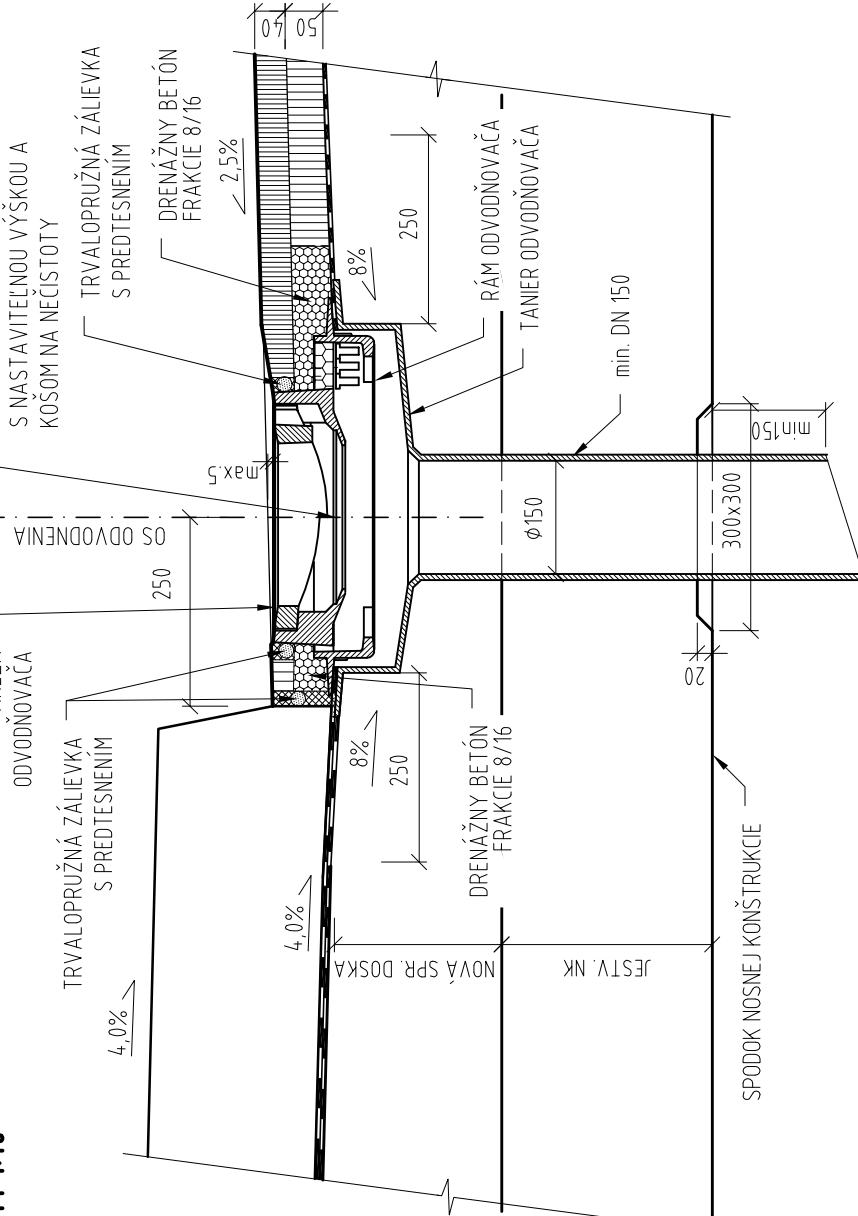 S NASTAVITEĽNOU VÝŠKOU A
KOŠOM NA NEČISTOTY
TRVALOPRUŽNÁ ZÁLIEVKA
S PREDTESNENÍM
DRENÁŽNY BETÓN
FRAKCIE 8/16
2,5%
40
50
8%
250
RÁM ODVODŇOVAČA
TANIER ODVODŇOVAČA
min. DN 150
max.5
OS ODVODNENIA
250
ϕ150
300x300
min150
20
ODVODŇOVAČA
TRVALOPRUŽNÁ ZÁLIEVKA
S PREDTESNENÍM
8%
250
DRENÁŽNY BETÓN
FRAKCIE 8/16
4,0%
4,0%
NOVÁ SPR. DOSKA
JESTV. NK
SPODOK NOSNEJ KONŠTRUKCIE